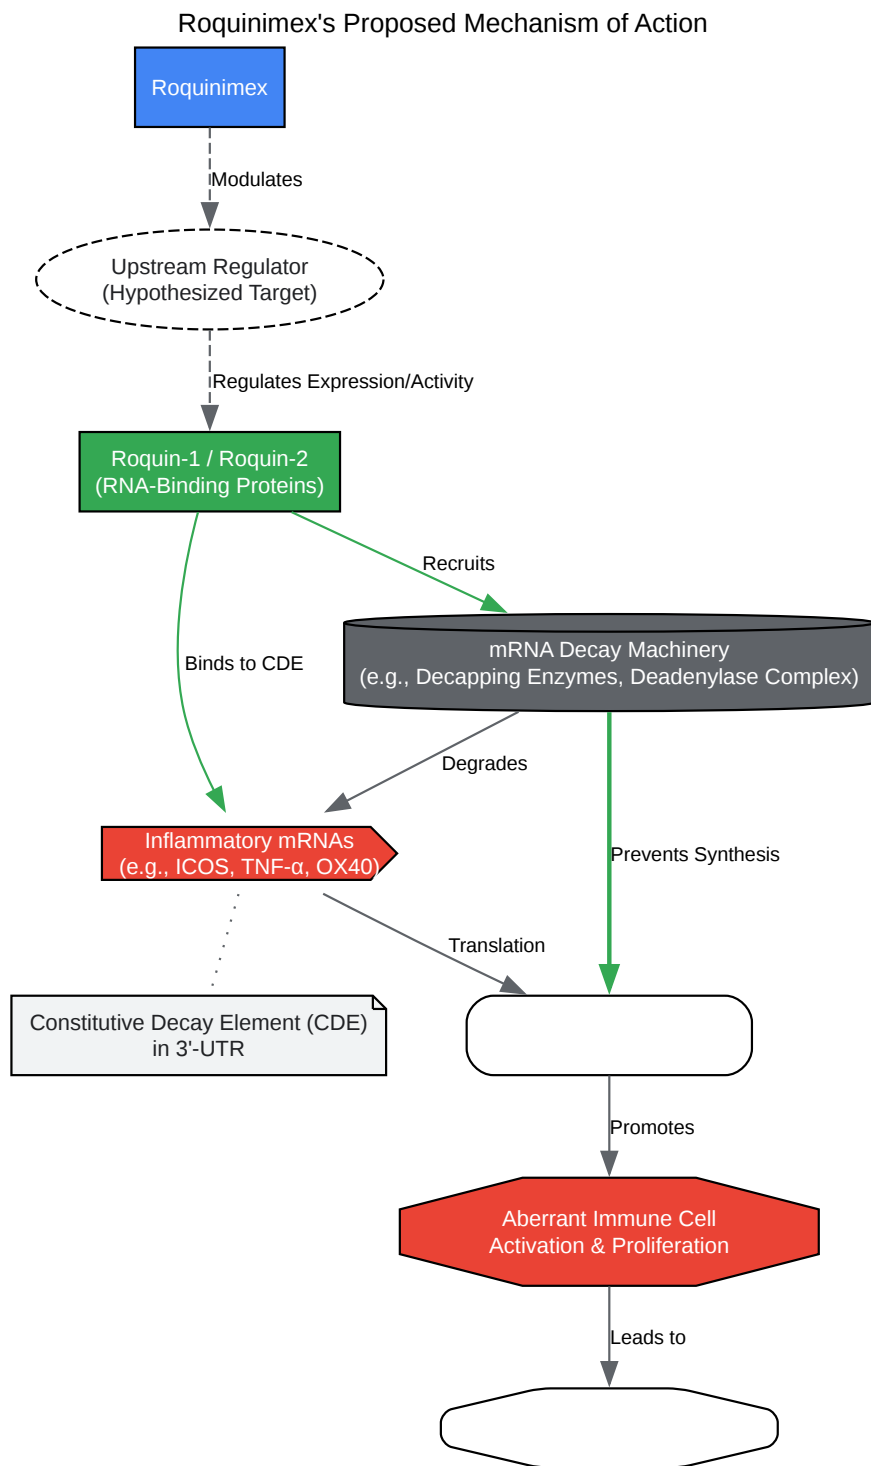 Roquinimex's Proposed Mechanism of Action
Roquinimex
Modulates
Upstream Regulator
(Hypothesized Target)
Regulates Expression/Activity
Roquin-1 / Roquin-2
(RNA-Binding Proteins)
Recruits
Binds to CDE
mRNA Decay Machinery
(e.g., Decapping Enzymes, Deadenylase Complex)
Degrades
Inflammatory mRNAs
(e.g., ICOS, TNF-α, OX40)
Prevents Synthesis
Translation
Constitutive Decay Element (CDE)
in 3'-UTR
Promotes
Aberrant Immune Cell
Activation & Proliferation
Leads to